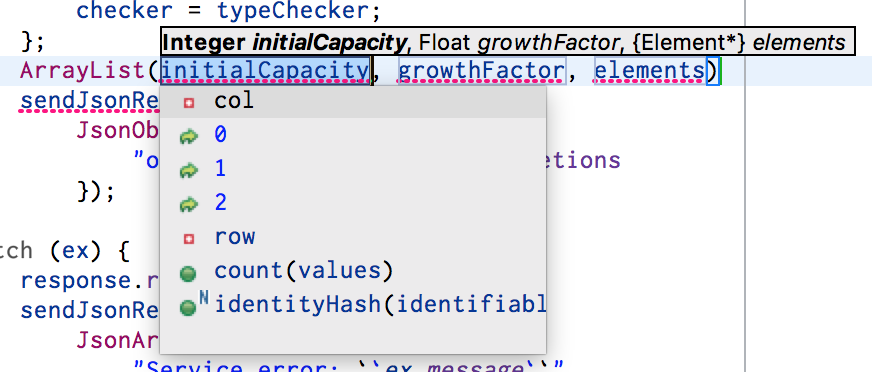 checker = typeChecker;
};
Integer initialCapacity, Float growthFactor, {Element*} elements
ArrayList(initialCapacity, growthFactor, elements)
sendJsonRe
col
JsonOb
0
"o
etions
1
});
2
row
tch (ex) {
count(values)
response.r
identityHash(identifiabl
sendJsonRe
N
JsonAr
"Service error: ``ex.message``"